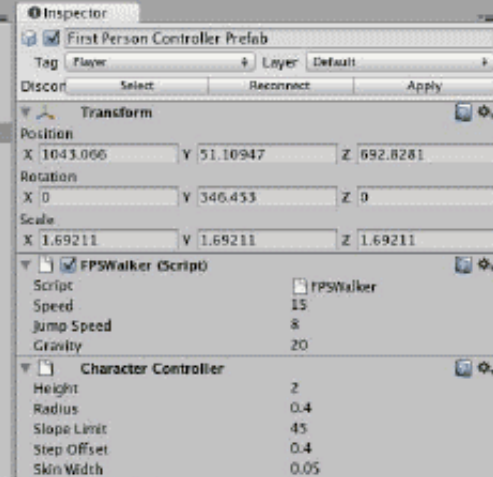 Inspector
First Person Controller Prefab
Tag Player Layer Default
Discon Select Reconnect Apply
Transform
Position
X 1043.066 Y 51.10947 Z 692.8281
Rotation
X 0 Y 346.453 Z 0
Scale
X 1.69211 Y 1.69211 Z 1.69211
FPSWalker (Script)
Script FPSWalker
Speed 15
Jump Speed 8
Gravity 20
Character Controller
Height 2
Radius 0.4
Slope Limit 45
Step Offset 0.4
Skin Width 0.05